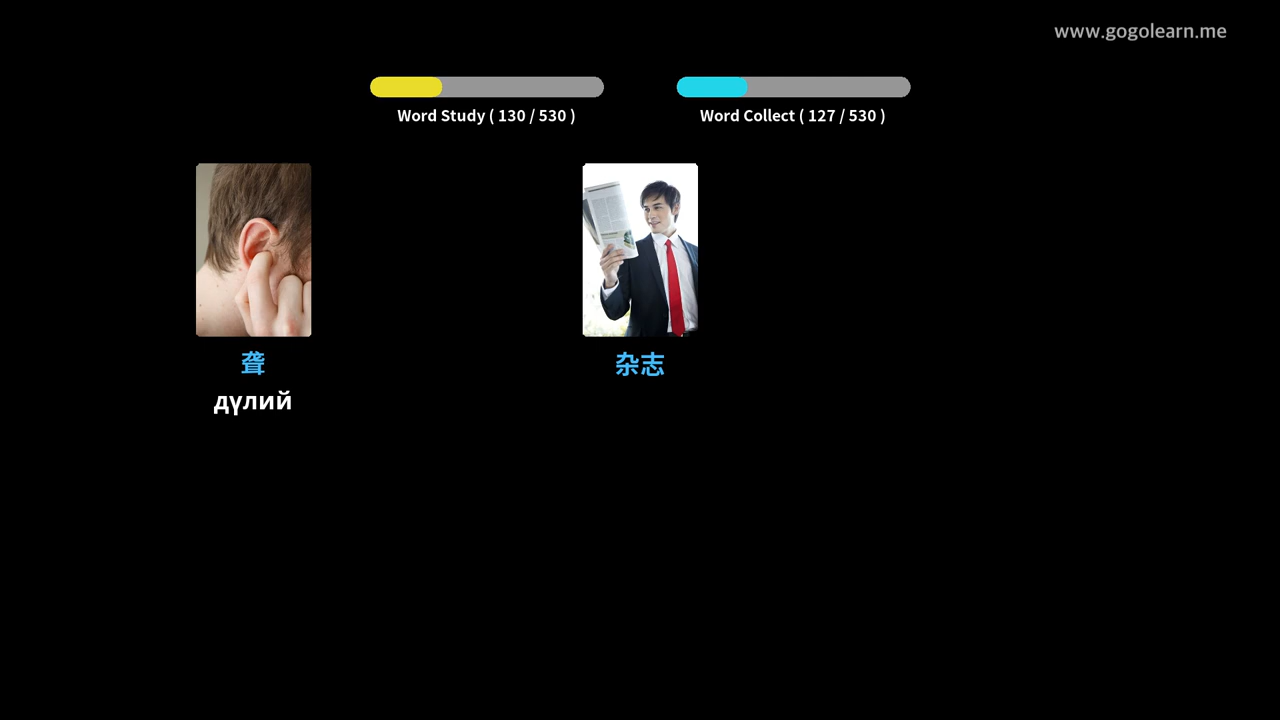 www.gogolearn.me
Word Study ( 130 / 530 )
Word Collect ( 127 / 530 )
聋
дүлий
杂志